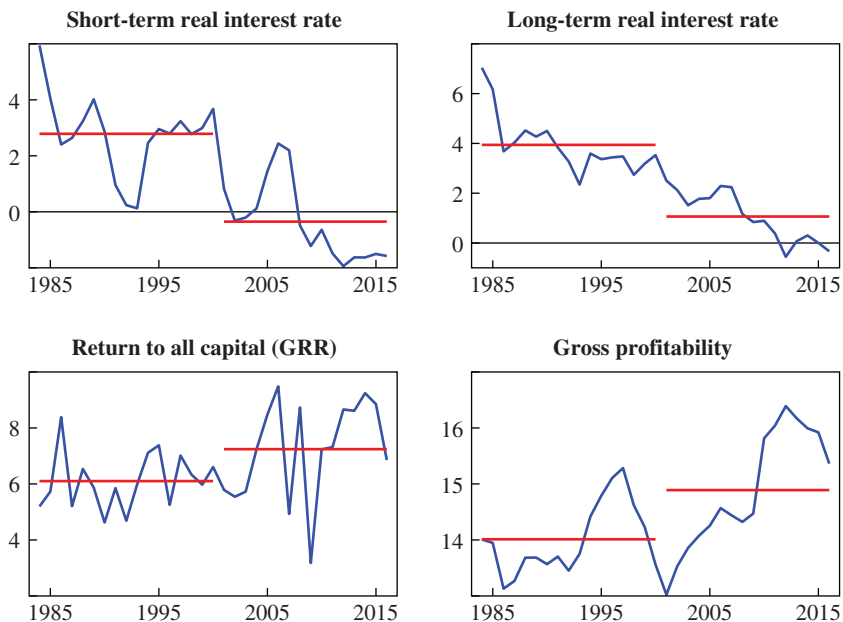 Short-term real interest rate
4
2
0
1985 1995 2005 2015
Long-term real interest rate
6
4
2
0
1985 1995 2005 2015
Return to all capital (GRR)
8
6
4
1985 1995 2005 2015
Gross profitability
16
15
14
1985 1995 2005 2015